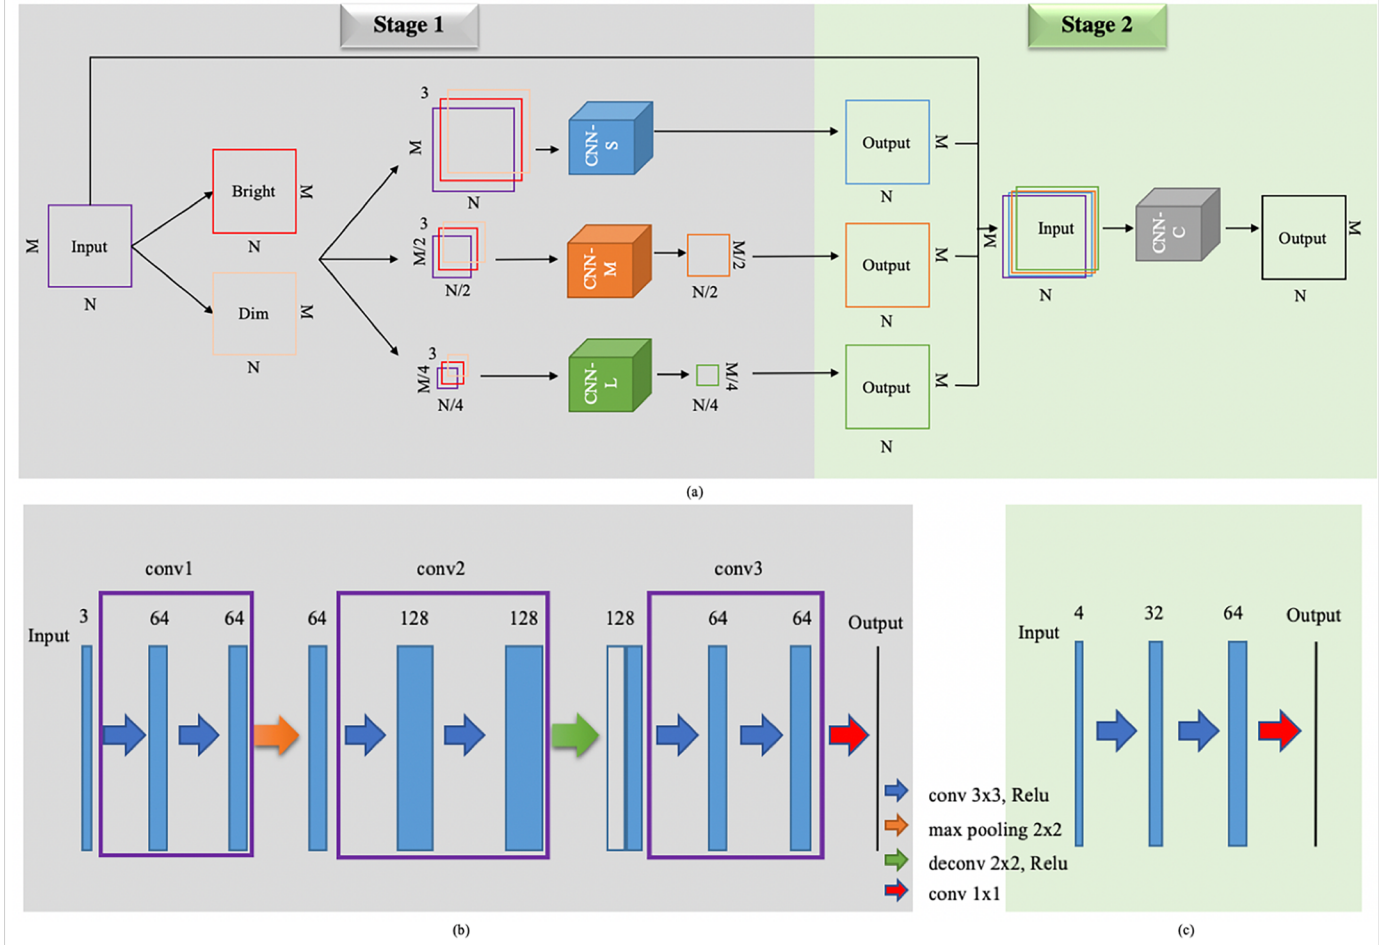 Stage 1
Stage 2
3
M
N
CNN-
S
Output
M
N
Bright
M
N
Input
M
N
Dim
M
N
3
M/2
N/2
CNN-
M
M/2
N/2
Output
M
N
3
M/4
N/4
CNN-
L
M/4
N/4
Output
M
N
M
Input
N
CNN-
C
Output
M
N
(a)
conv1
conv2
conv3
Input
3
64
64
64
128
128
128
64
64
Output
conv 3x3, Relu
max pooling 2x2
deconv 2x2, Relu
conv 1x1
(b)
Input
4
32
64
Output
(c)